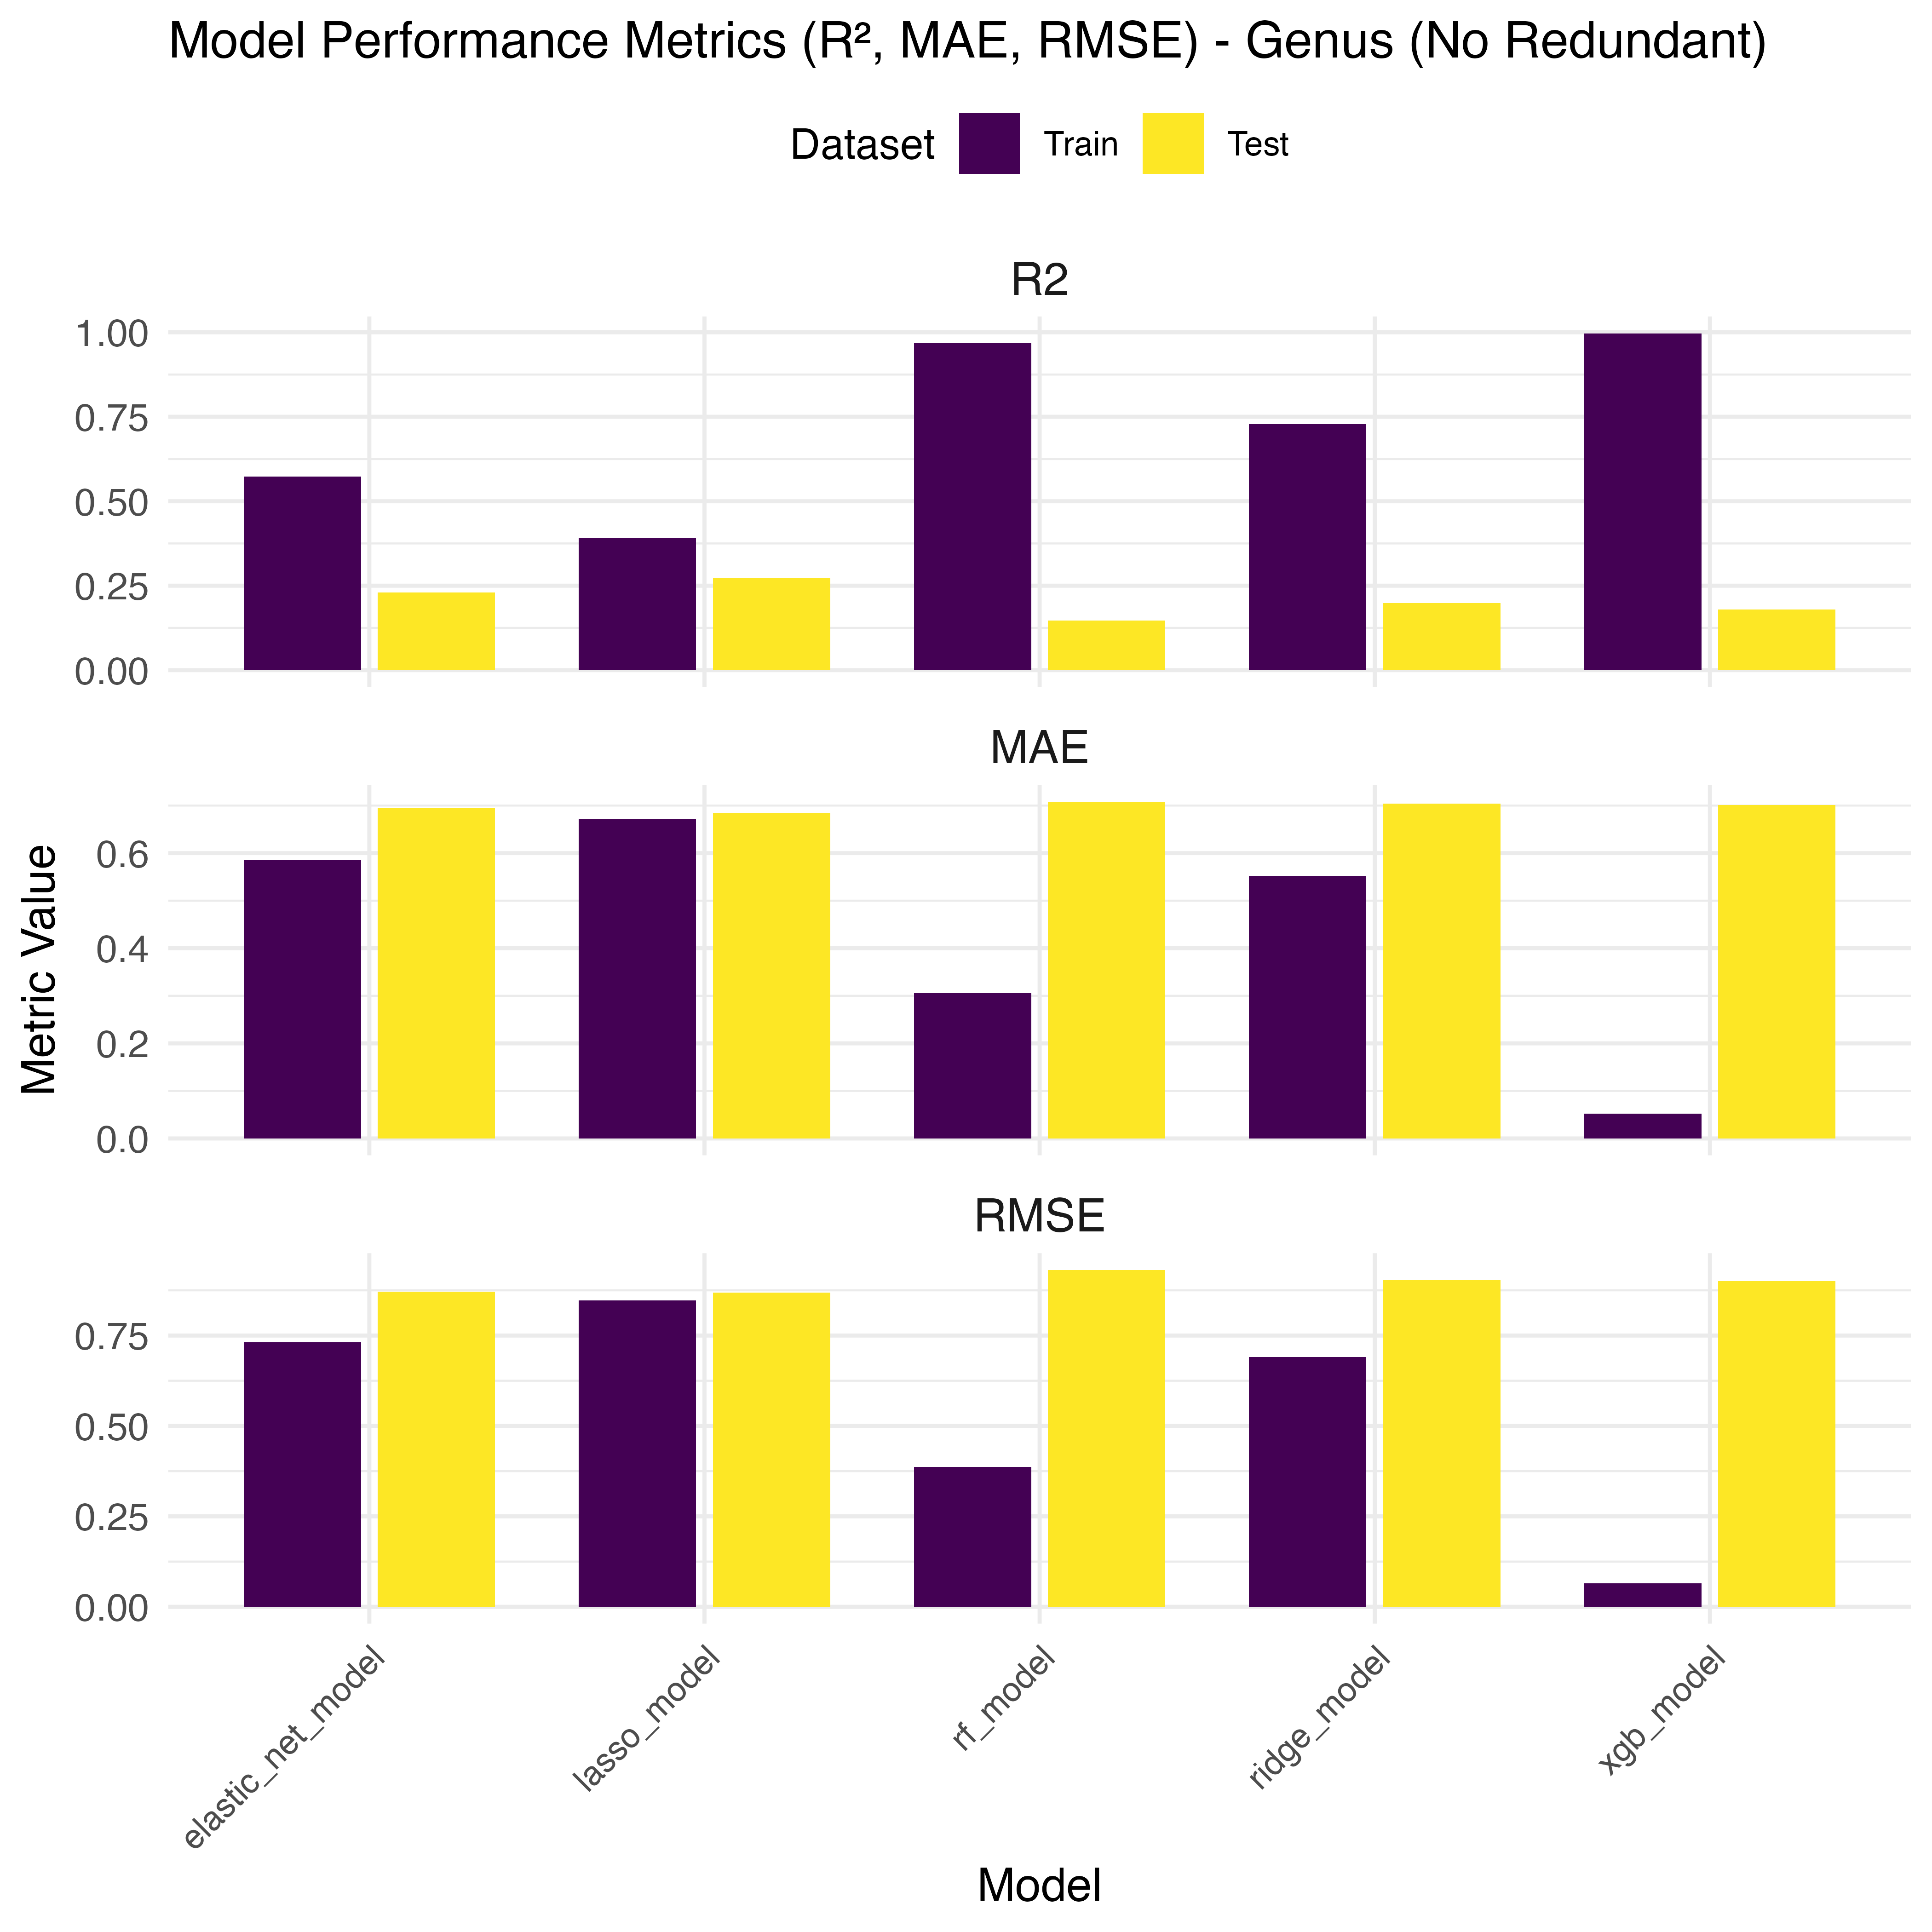 Model Performance Metrics (R², MAE, RMSE) - Genus (No Redundant)
Dataset Train Test
R2
1.00
0.75
0.50
0.25
0.00
MAE
0.6
0.4
0.2
0.0
Metric Value
RMSE
0.75
0.50
0.25
0.00
elastic_net_model
lasso_model
rf_model
ridge_model
xgb_model
Model